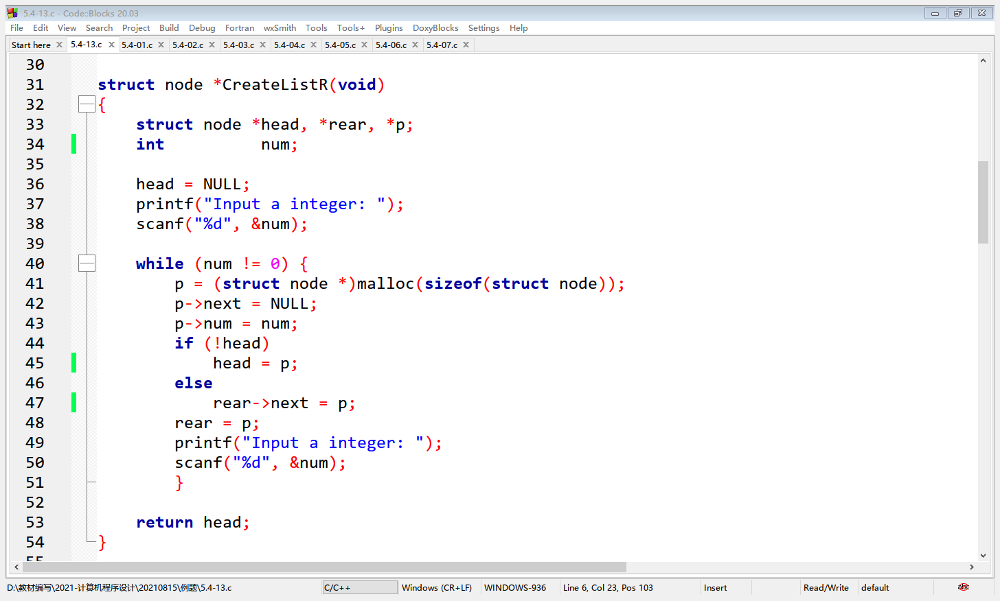 5.4-13.c - Code::Blocks 20.03
File Edit View Search Project Build Debug Fortran wxSmith Tools Tools+ Plugins DoxyBlocks Settings Help
Start here 5.4-13.c 5.4-01.c 5.4-02.c 5.4-03.c 5.4-04.c 5.4-05.c 5.4-06.c 5.4-07.c
30
31 struct node *CreateListR(void)
32 {
33     struct node *head, *rear, *p;
34     int          num;
35
36     head = NULL;
37     printf("Input a integer: ");
38     scanf("%d", &num);
39
40     while (num != 0) {
41         p = (struct node *)malloc(sizeof(struct node));
42         p->next = NULL;
43         p->num = num;
44         if (!head)
45             head = p;
46         else
47             rear->next = p;
48         rear = p;
49         printf("Input a integer: ");
50         scanf("%d", &num);
51         }
52
53     return head;
54 }
55
D:\教材编写\2021-计算机程序设计\20210815\例题\5.4-13.c C/C++ Windows (CR+LF) WINDOWS-936 Line 6, Col 23, Pos 103 Insert Read/Write default abc